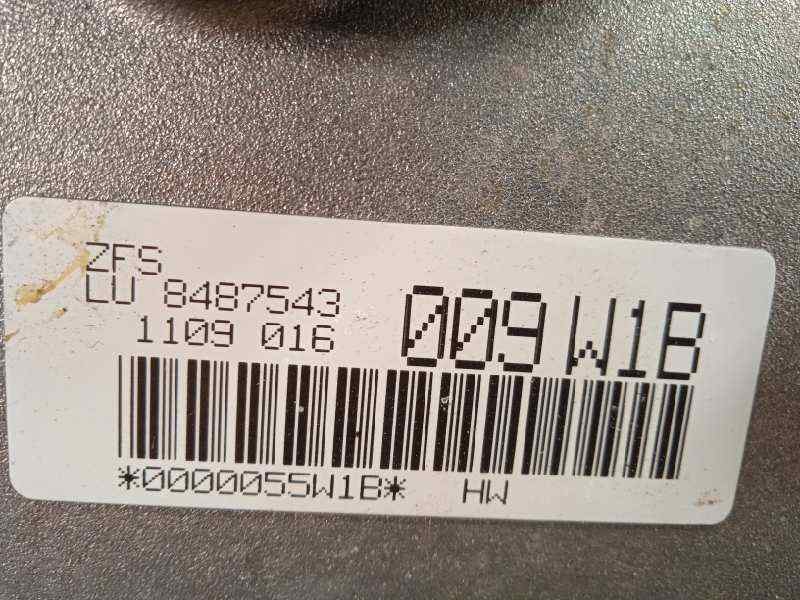 ZFS
LU 8487543
1109 016
009 W1B
*0000055W1B* HW